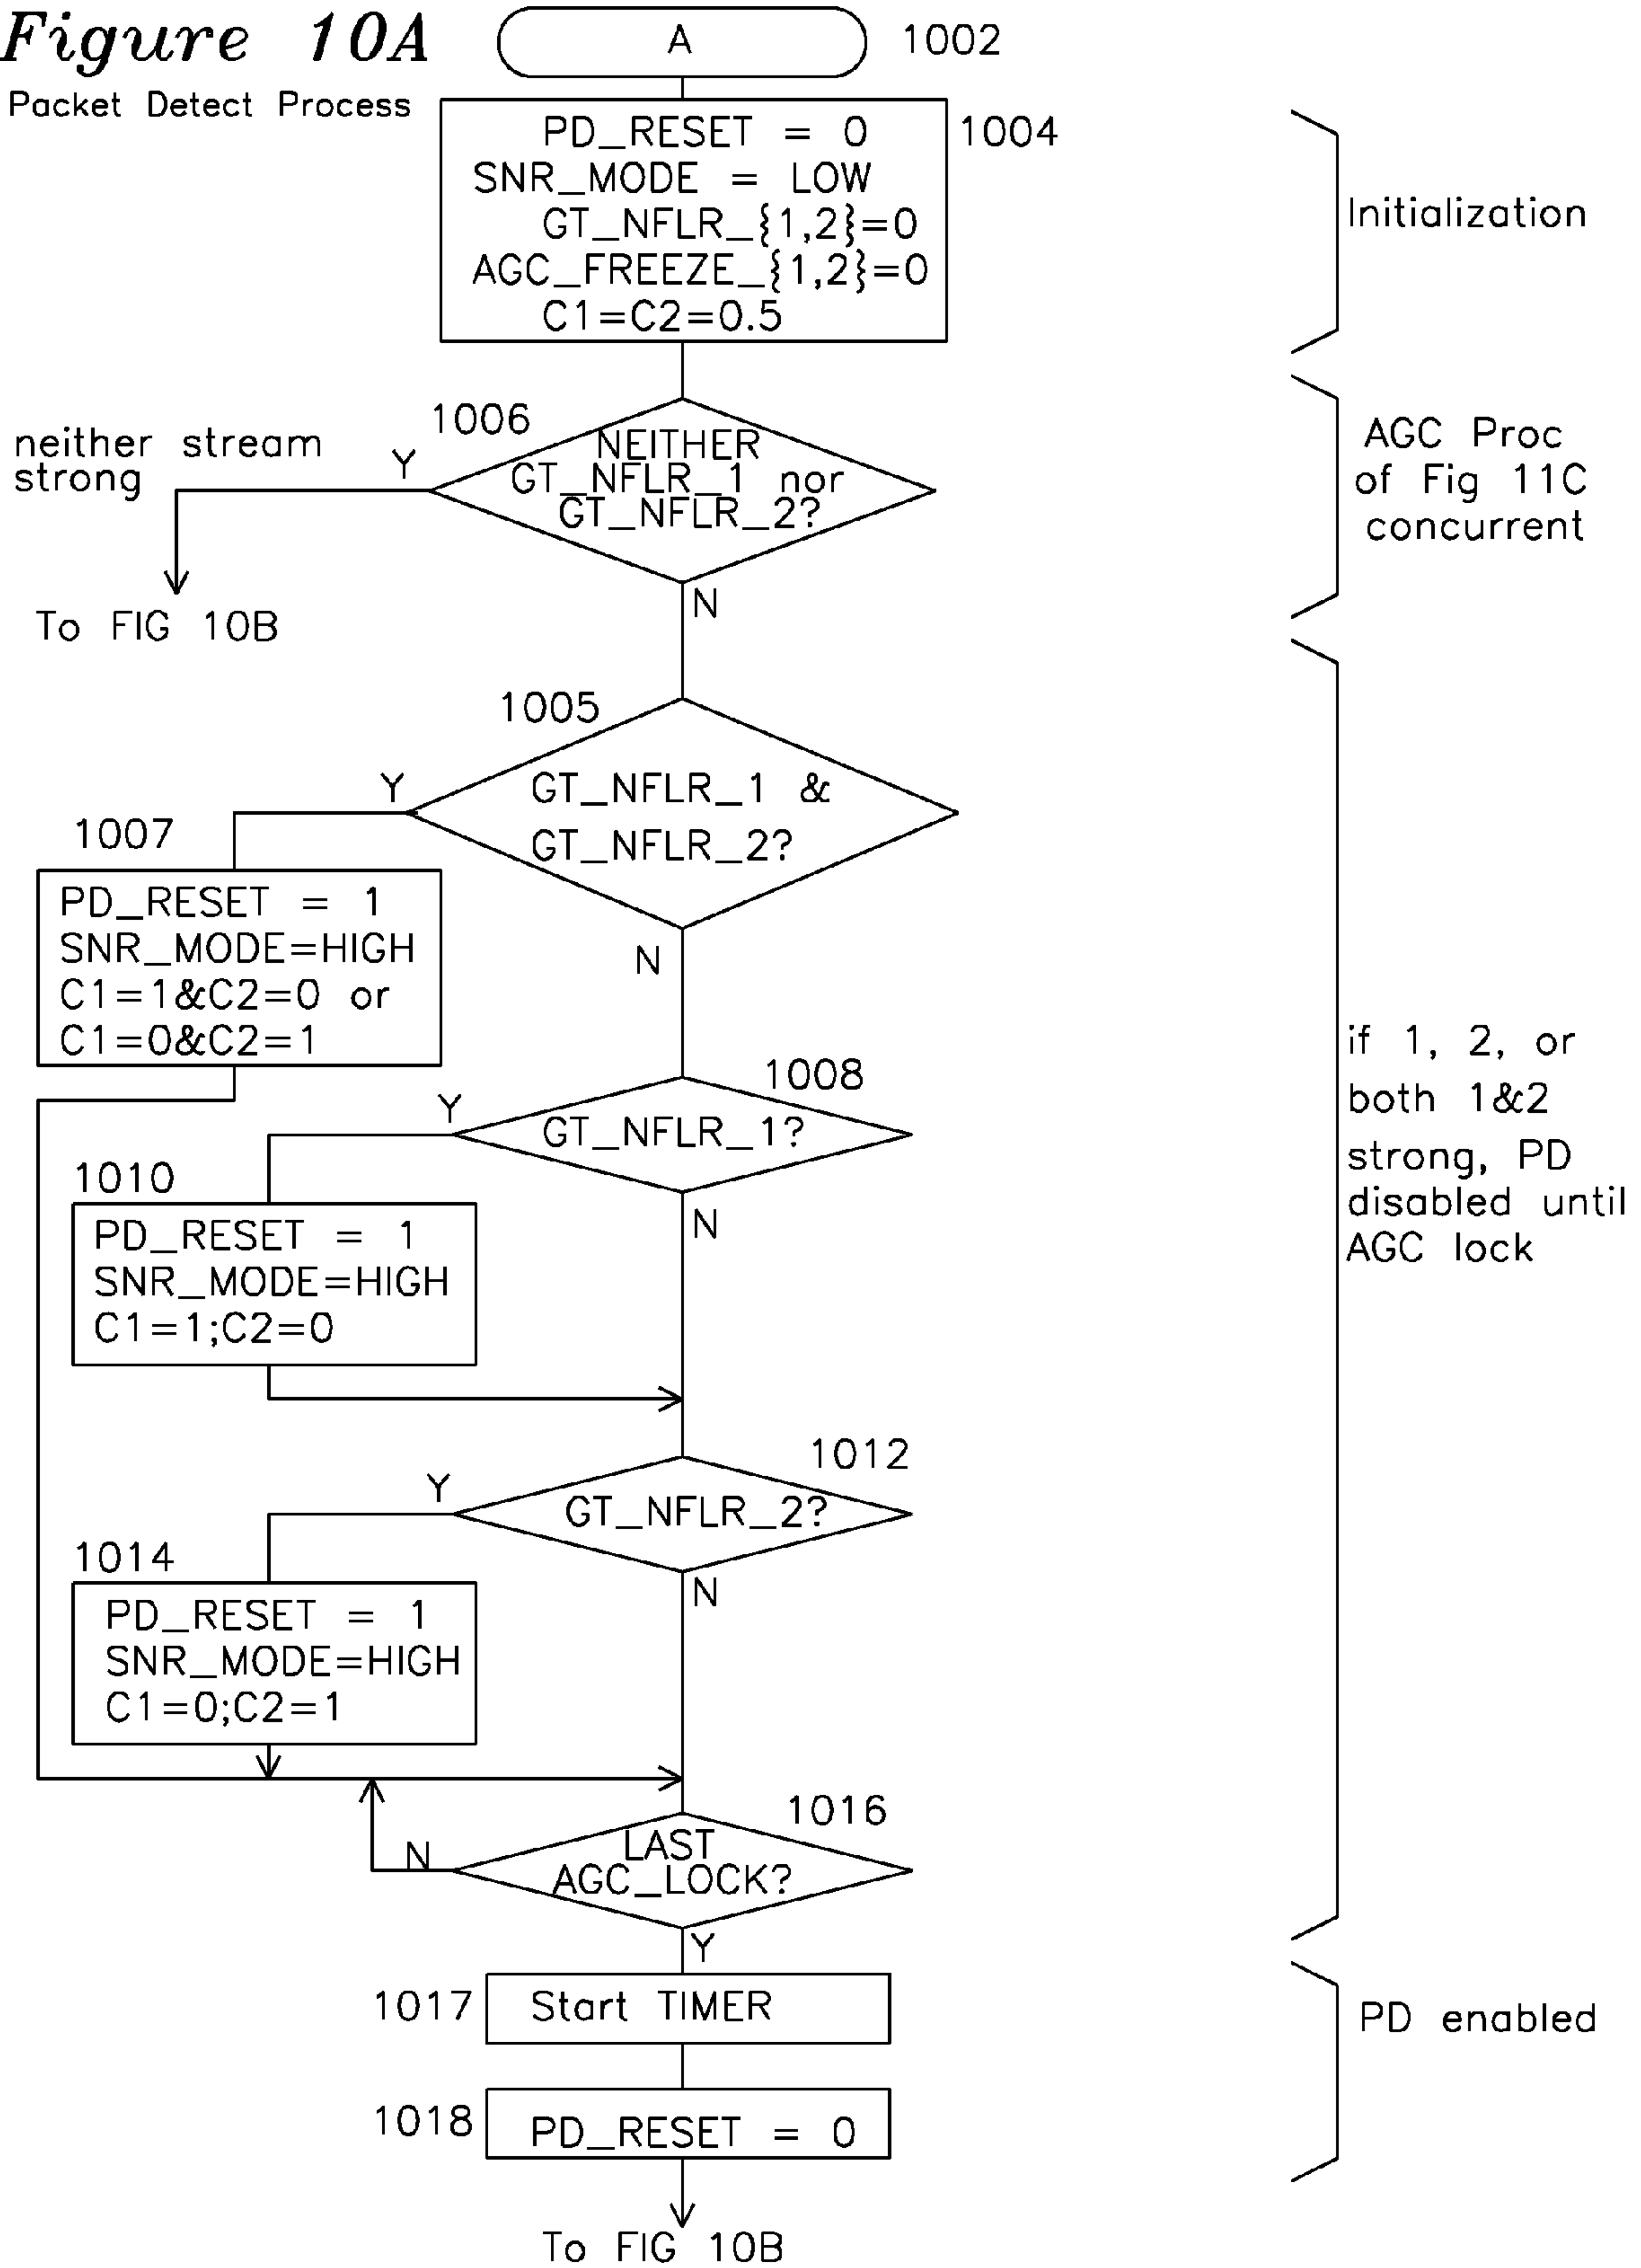 Figure 10A
Packet Detect Process
A
1002
PD_RESET = 0
SNR_MODE = LOW
GT_NFLR_{1,2}=0
AGC_FREEZE_{1,2}=0
C1=C2=0.5
1004
Initialization
1006
NEITHER
GT_NFLR_1 nor
GT_NFLR_2?
Y
neither stream
strong
To FIG 10B
N
AGC Proc
of Fig 11C
concurrent
1005
GT_NFLR_1 &
GT_NFLR_2?
Y
N
1007
PD_RESET = 1
SNR_MODE=HIGH
C1=1&C2=0 or
C1=0&C2=1
1008
GT_NFLR_1?
Y
N
1010
PD_RESET = 1
SNR_MODE=HIGH
C1=1;C2=0
if 1, 2, or
both 1&2
strong, PD
disabled until
AGC lock
1012
GT_NFLR_2?
Y
N
1014
PD_RESET = 1
SNR_MODE=HIGH
C1=0;C2=1
1016
LAST
AGC_LOCK?
N
Y
1017
Start TIMER
PD enabled
1018
PD_RESET = 0
To FIG 10B